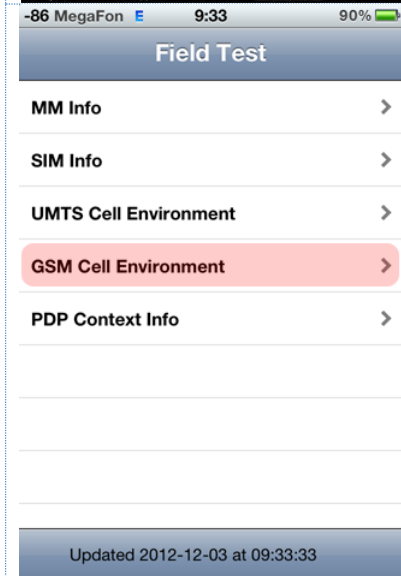 -86 MegaFon E 9:33 90%
Field Test
MM Info
SIM Info
UMTS Cell Environment
GSM Cell Environment
PDP Context Info
Updated 2012-12-03 at 09:33:33